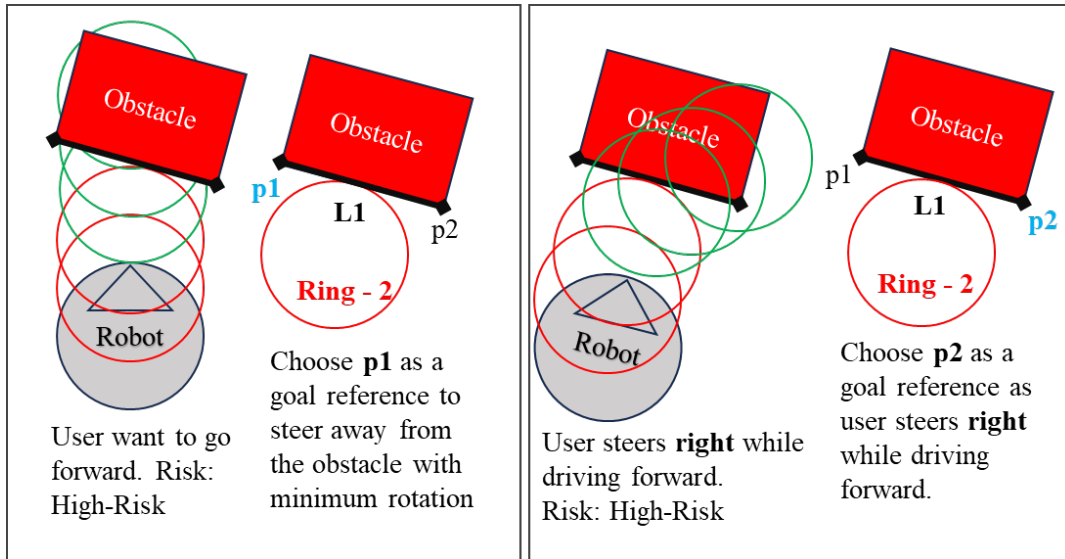 Obstacle
Obstacle
p1
L1
p2
Ring - 2
Robot
User want to go
forward. Risk:
High-Risk
Choose p1 as a
goal reference to
steer away from
the obstacle with
minimum rotation
Obstacle
Obstacle
p1
L1
p2
Ring - 2
Robot
User steers right while
driving forward.
Risk: High-Risk
Choose p2 as a
goal reference as
user steers right
while driving
forward.